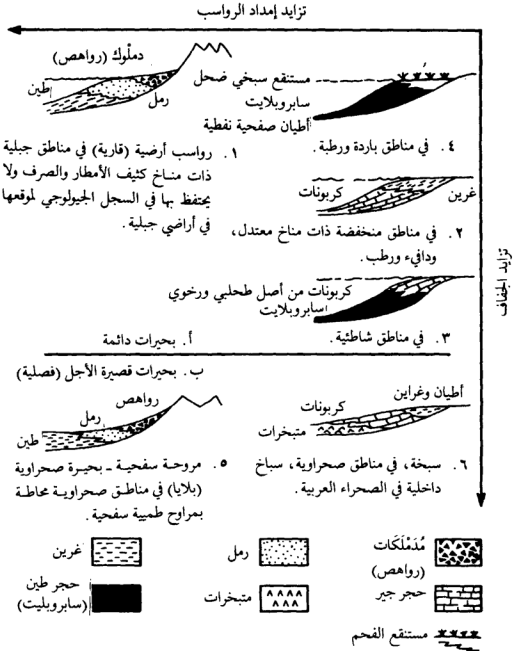 تزايد إمداد الرواسب
دملوك (رواهص)
طين
رمل
مستنقع سبخي ضحل
سابروبلايت
أطيان صفحية نفطية
٤. في مناطق باردة ورطبة.
١. رواسب أرضية (قارية) في مناطق جبلية
ذات مناخ كثيف الأمطار والصرف ولا
يحتفظ بها في السجل الجيولوجي لموقعها
في أراضي جبلية.
كربونات
غرين
٢. في مناطق منخفضة ذات مناخ معتدل،
ودافيء ورطب.
كربونات من أصل طحلبي ورخوي
سابروبلايت
٣. في مناطق شاطئية.
أ. بحيرات دائمة
ب. بحيرات قصيرة الأجل (فصلية)
تزايد الجفاف
رواهص
رمل
طين
أطيان وغراين
كربونات
متبخرات
٦. سبخة، في مناطق صحراوية، سباخ
داخلية في الصحراء العربية.
٥. مروحة سفحية ـ بحيرة صحراوية
(بلايا) في مناطق صحراوية محاطة
بمراوح طميية سفحية.
مُدَمْلَكات
(رواهص)
رمل
غرين
حجر جير
متبخرات
حجر طين
(سابروبليت)
مستنقع الفحم